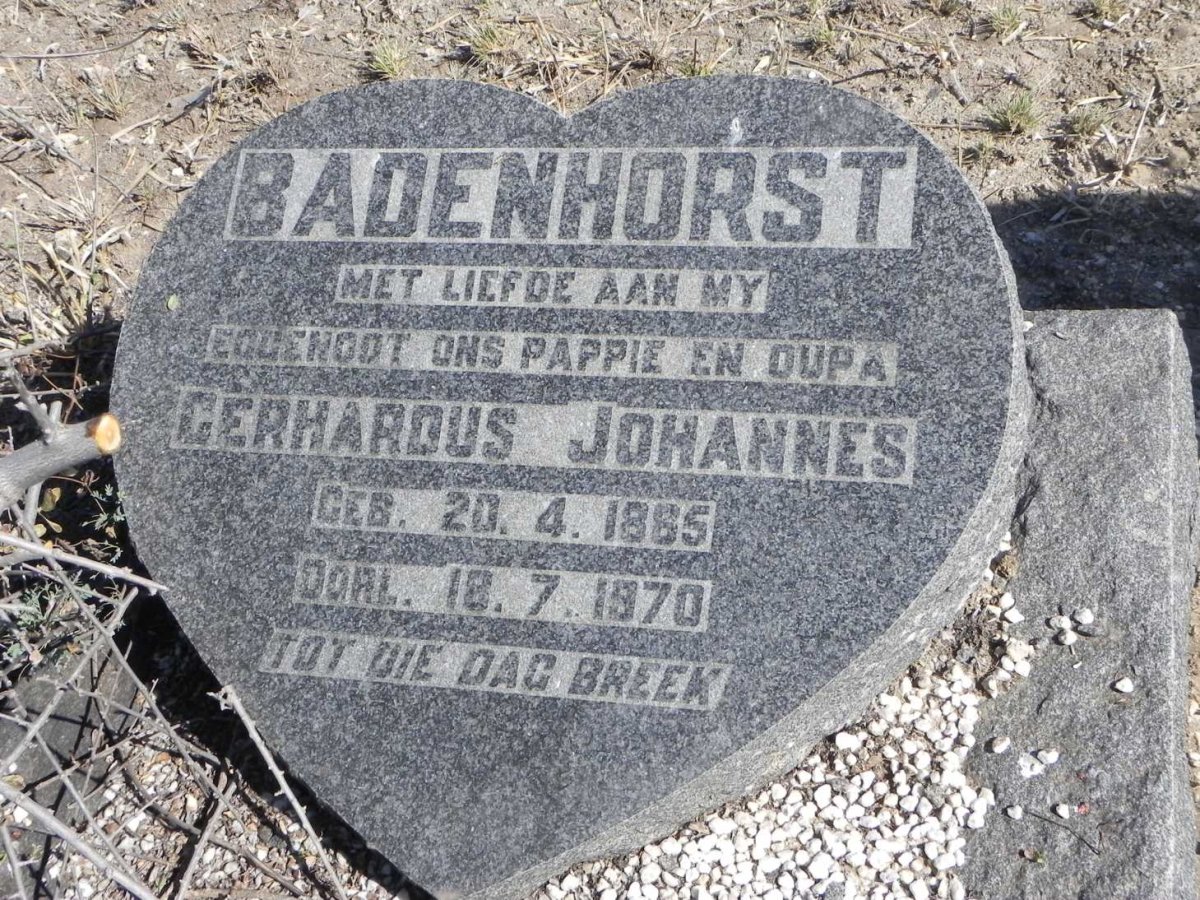 BADENHORST
MET LIEFDE AAN MY
EGGENOOT ONS PAPPIE EN OUPA
GERHARDUS JOHANNES
GEB. 20. 4. 1885
OORL. 18. 7. 1970
TOT DIE DAG BREEK